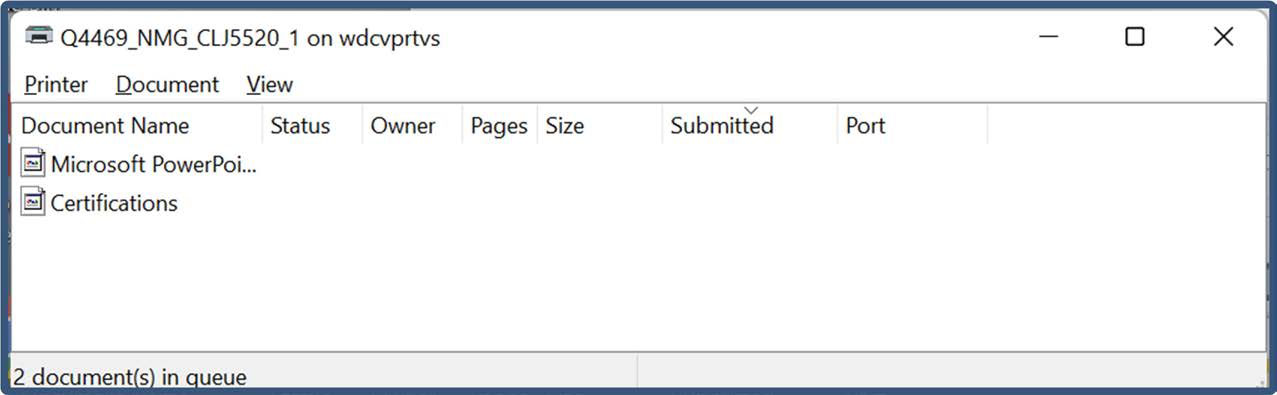 Q4469_NMG_CLJ5520_1 on wdcvprtvs
Printer Document View
Document Name Status Owner Pages Size Submitted Port
Microsoft PowerPoi...
Certifications
2 document(s) in queue